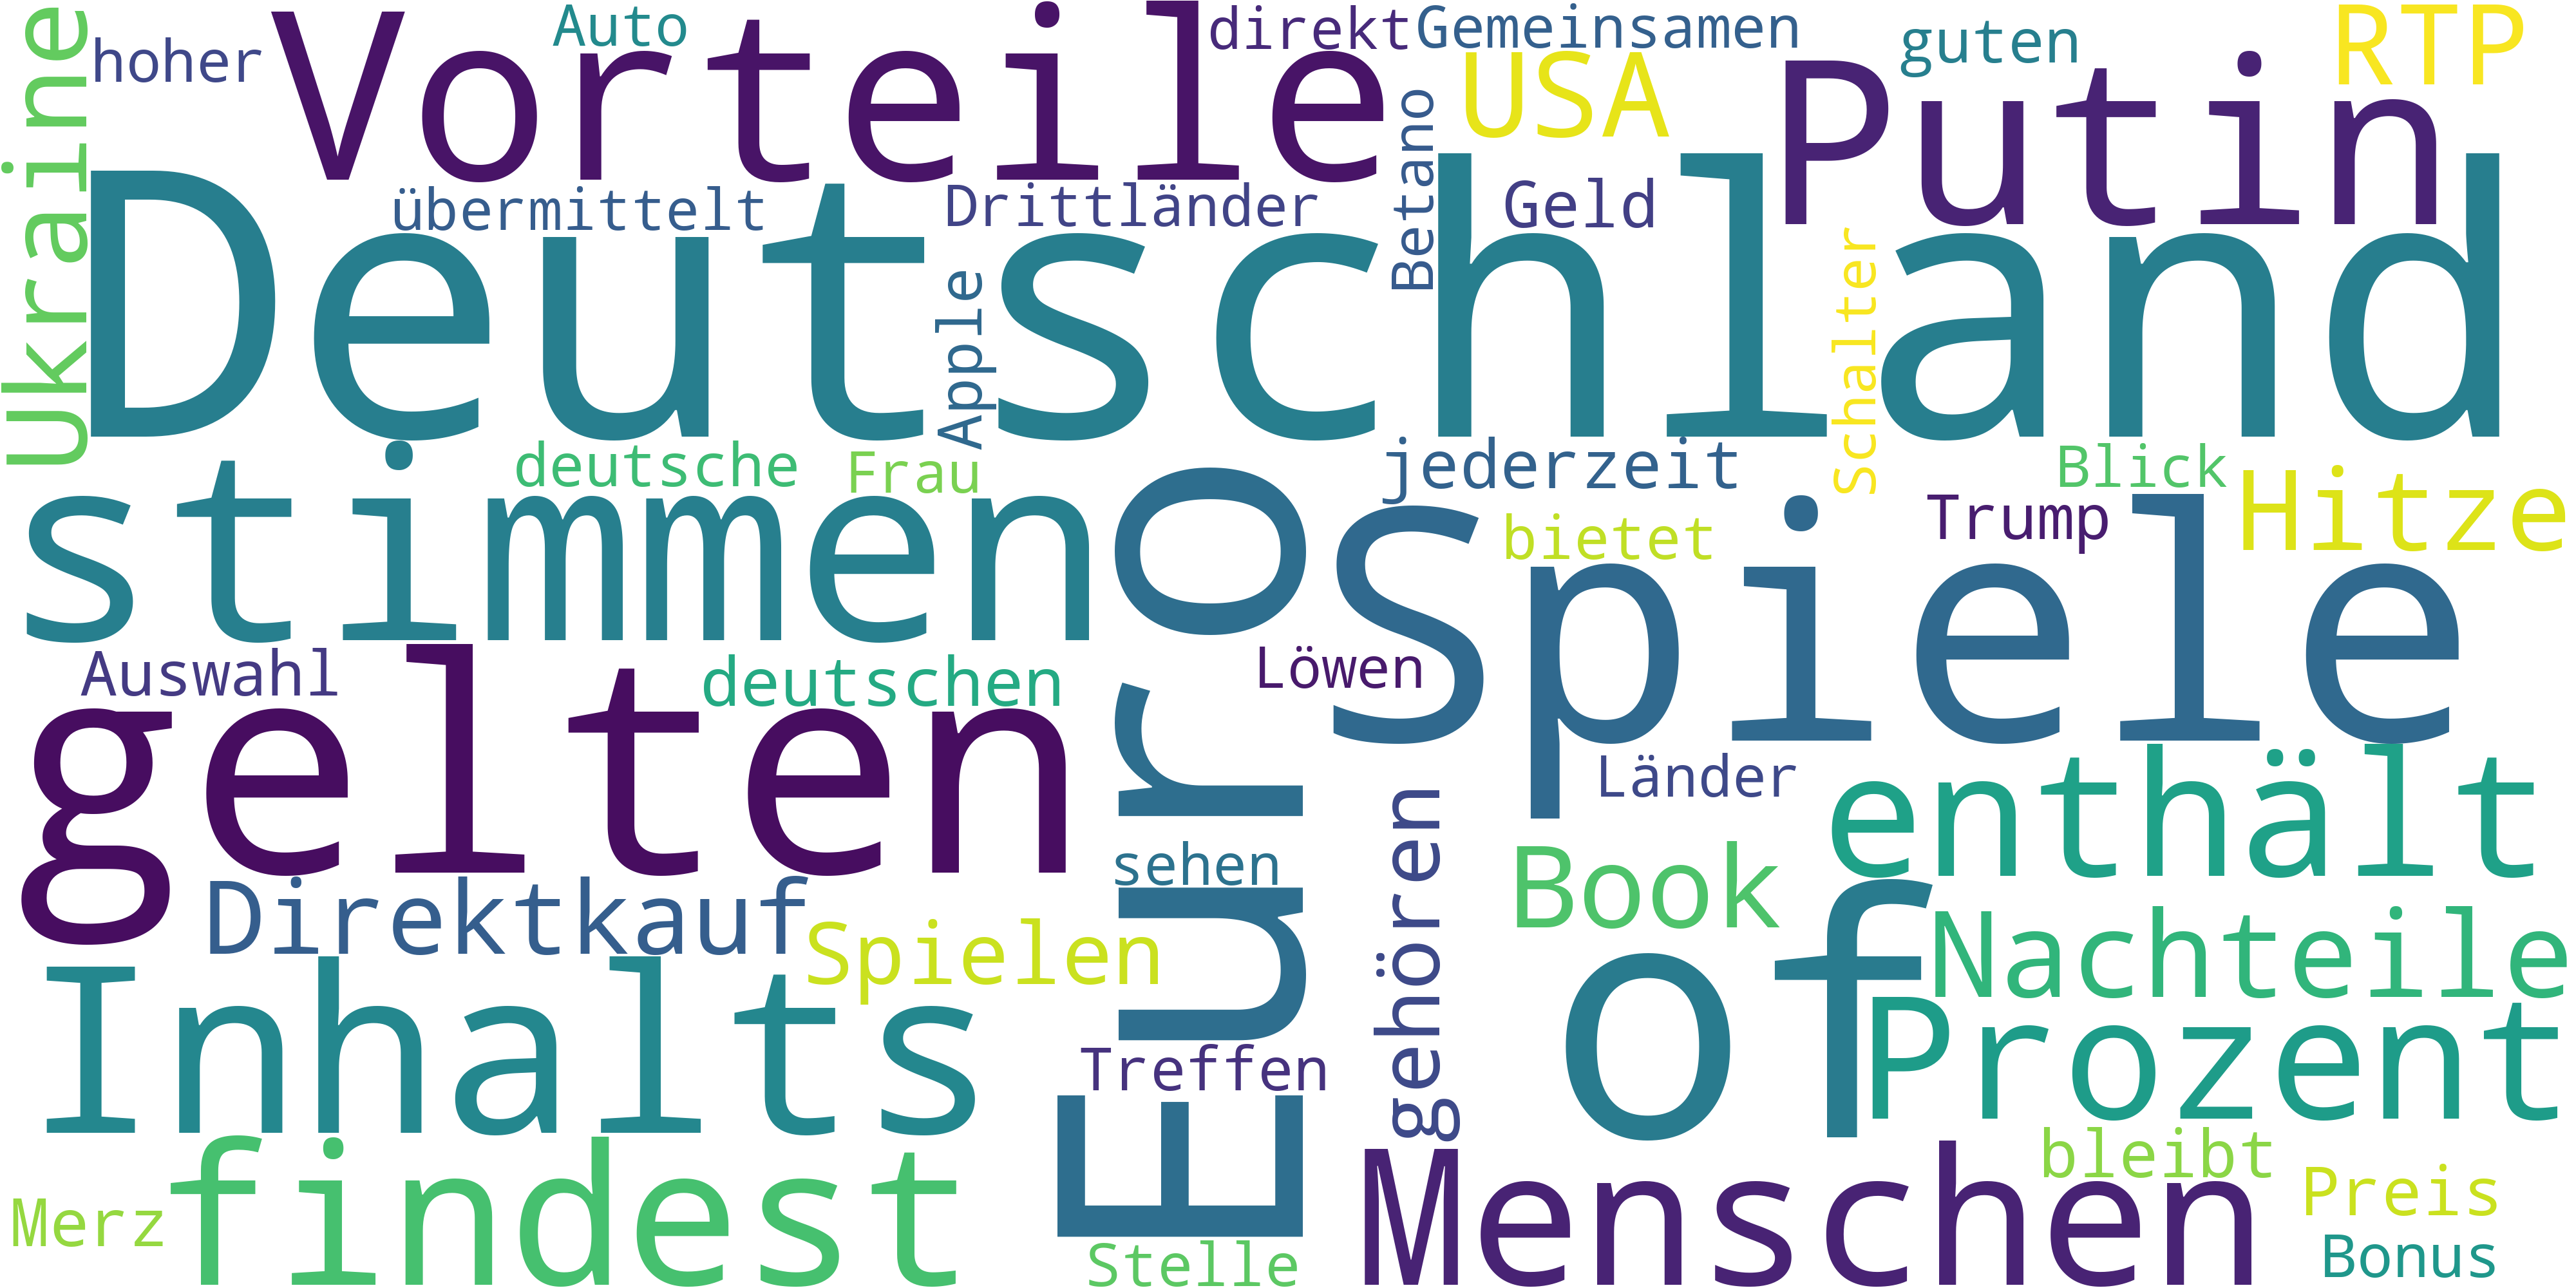 Ukraine
hoher
Vorteile
Auto
direkt
Gemeinsamen
USA
guten
Putin
RTP
Deutschland
übermittelt
Drittländer
Betano
Geld
Apple
Schalter
stimmen
deutsche
Frau
Euro
jederzeit
Spiele
bietet
Trump
Blick
Hitze
Auswahl
gelten
deutschen
Löwen
Länder
enthält
Direktkauf
Spielen
sehen
gehören
Book
of
Nachteile
Inhalts
Treffen
Prozent
findest
Merz
Stelle
Menschen
bleibt
Preis
Bonus